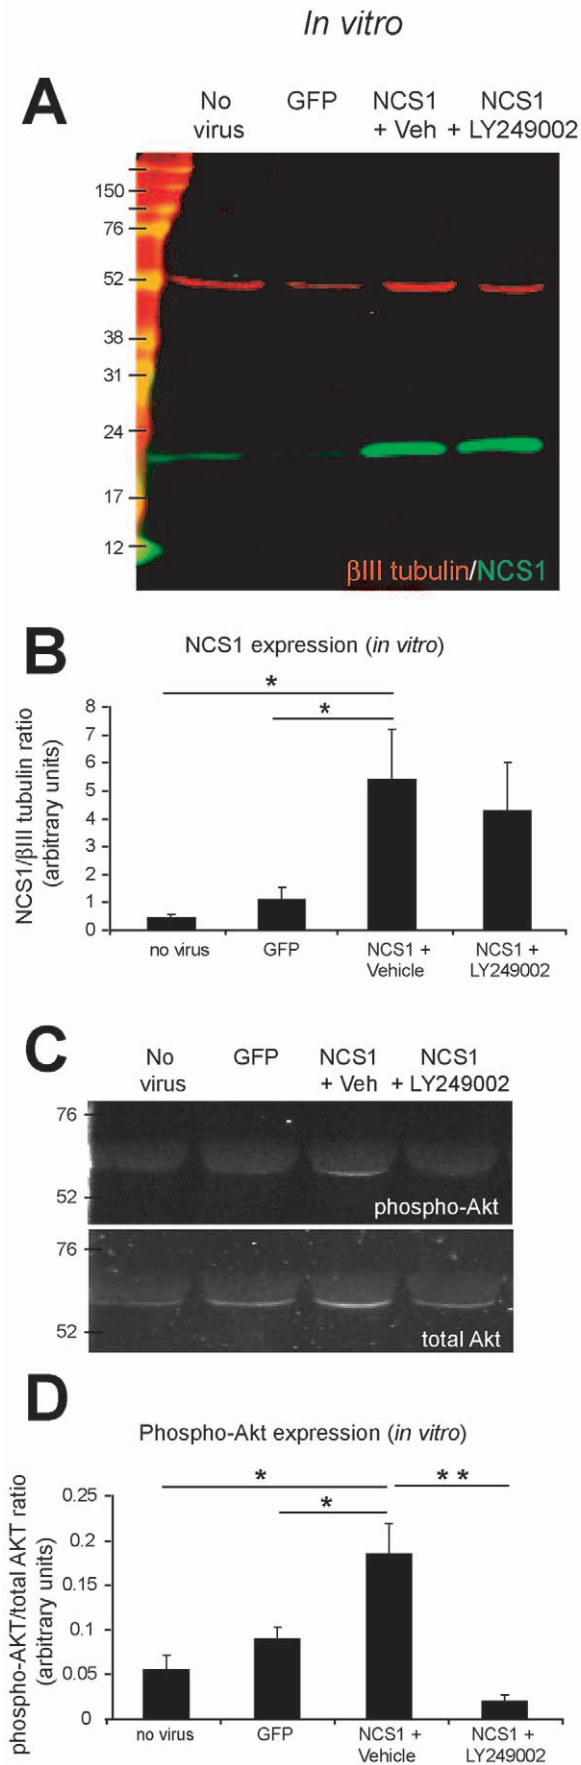 In vitro
A
No virus
GFP
NCS1 + Veh
NCS1 + LY249002
150
76
52
38
31
24
17
12
βIII tubulin/NCS1
B
NCS1 expression (in vitro)
*
*
NCS1/βIII tubulin ratio
(arbitrary units)
8
7
6
5
4
3
2
1
0
no virus
GFP
NCS1 +
Vehicle
NCS1 +
LY249002
C
No virus
GFP
NCS1 + Veh
NCS1 + LY249002
76
52
phospho-Akt
76
52
total Akt
D
Phospho-Akt expression (in vitro)
*
* *
*
phospho-AKT/total AKT ratio
(arbitrary units)
0.25
0.2
0.15
0.1
0.05
0
no virus
GFP
NCS1 +
Vehicle
NCS1 +
LY249002